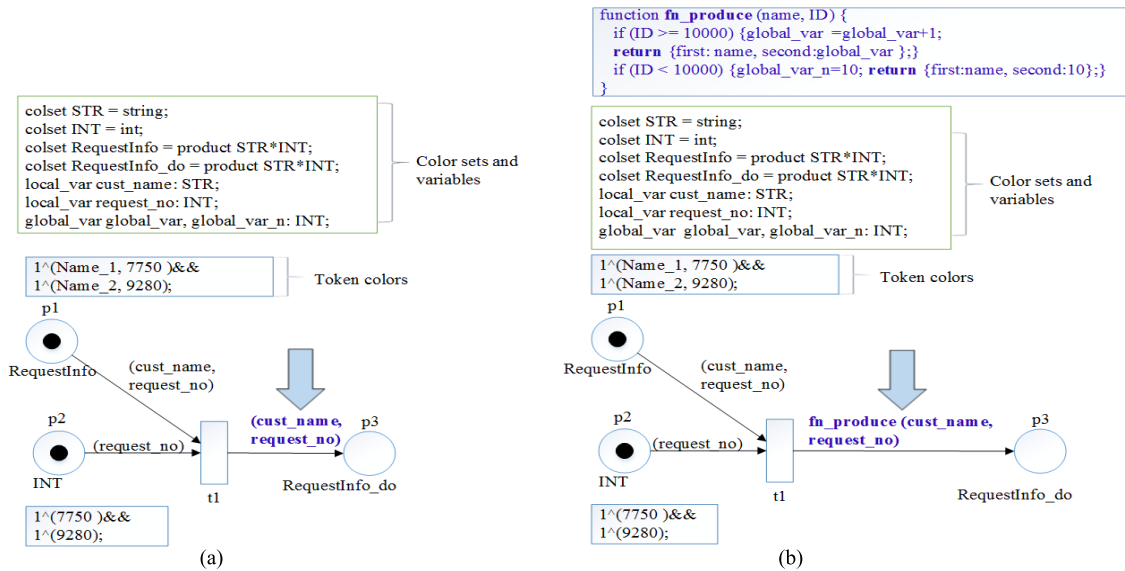 colset STR = string;
colset INT = int;
colset RequestInfo = product STR*INT;
colset RequestInfo_do = product STR*INT;
local_var cust_name: STR;
local_var request_no: INT;
global_var global_var, global_var_n: INT;
Color sets and
variables
1^(Name_1, 7750 )&&
1^(Name_2, 9280);
Token colors
p1
RequestInfo
(cust_name,
request_no)
p2
(request_no)
INT
t1
(cust_name,
request_no)
p3
RequestInfo_do
1^(7750 )&&
1^(9280);
(a)
function fn_produce (name, ID) {
if (ID >= 10000) {global_var =global_var+1;
return {first: name, second:global_var };}
if (ID < 10000) {global_var_n=10; return {first:name, second:10};}
}
colset STR = string;
colset INT = int;
colset RequestInfo = product STR*INT;
colset RequestInfo_do = product STR*INT;
local_var cust_name: STR;
local_var request_no: INT;
global_var global_var, global_var_n: INT;
Color sets and
variables
1^(Name_1, 7750 )&&
1^(Name_2, 9280);
Token colors
p1
RequestInfo
(cust_name,
request_no)
p2
(request_no)
INT
t1
fn_produce (cust_name,
request_no)
p3
RequestInfo_do
1^(7750 )&&
1^(9280);
(b)